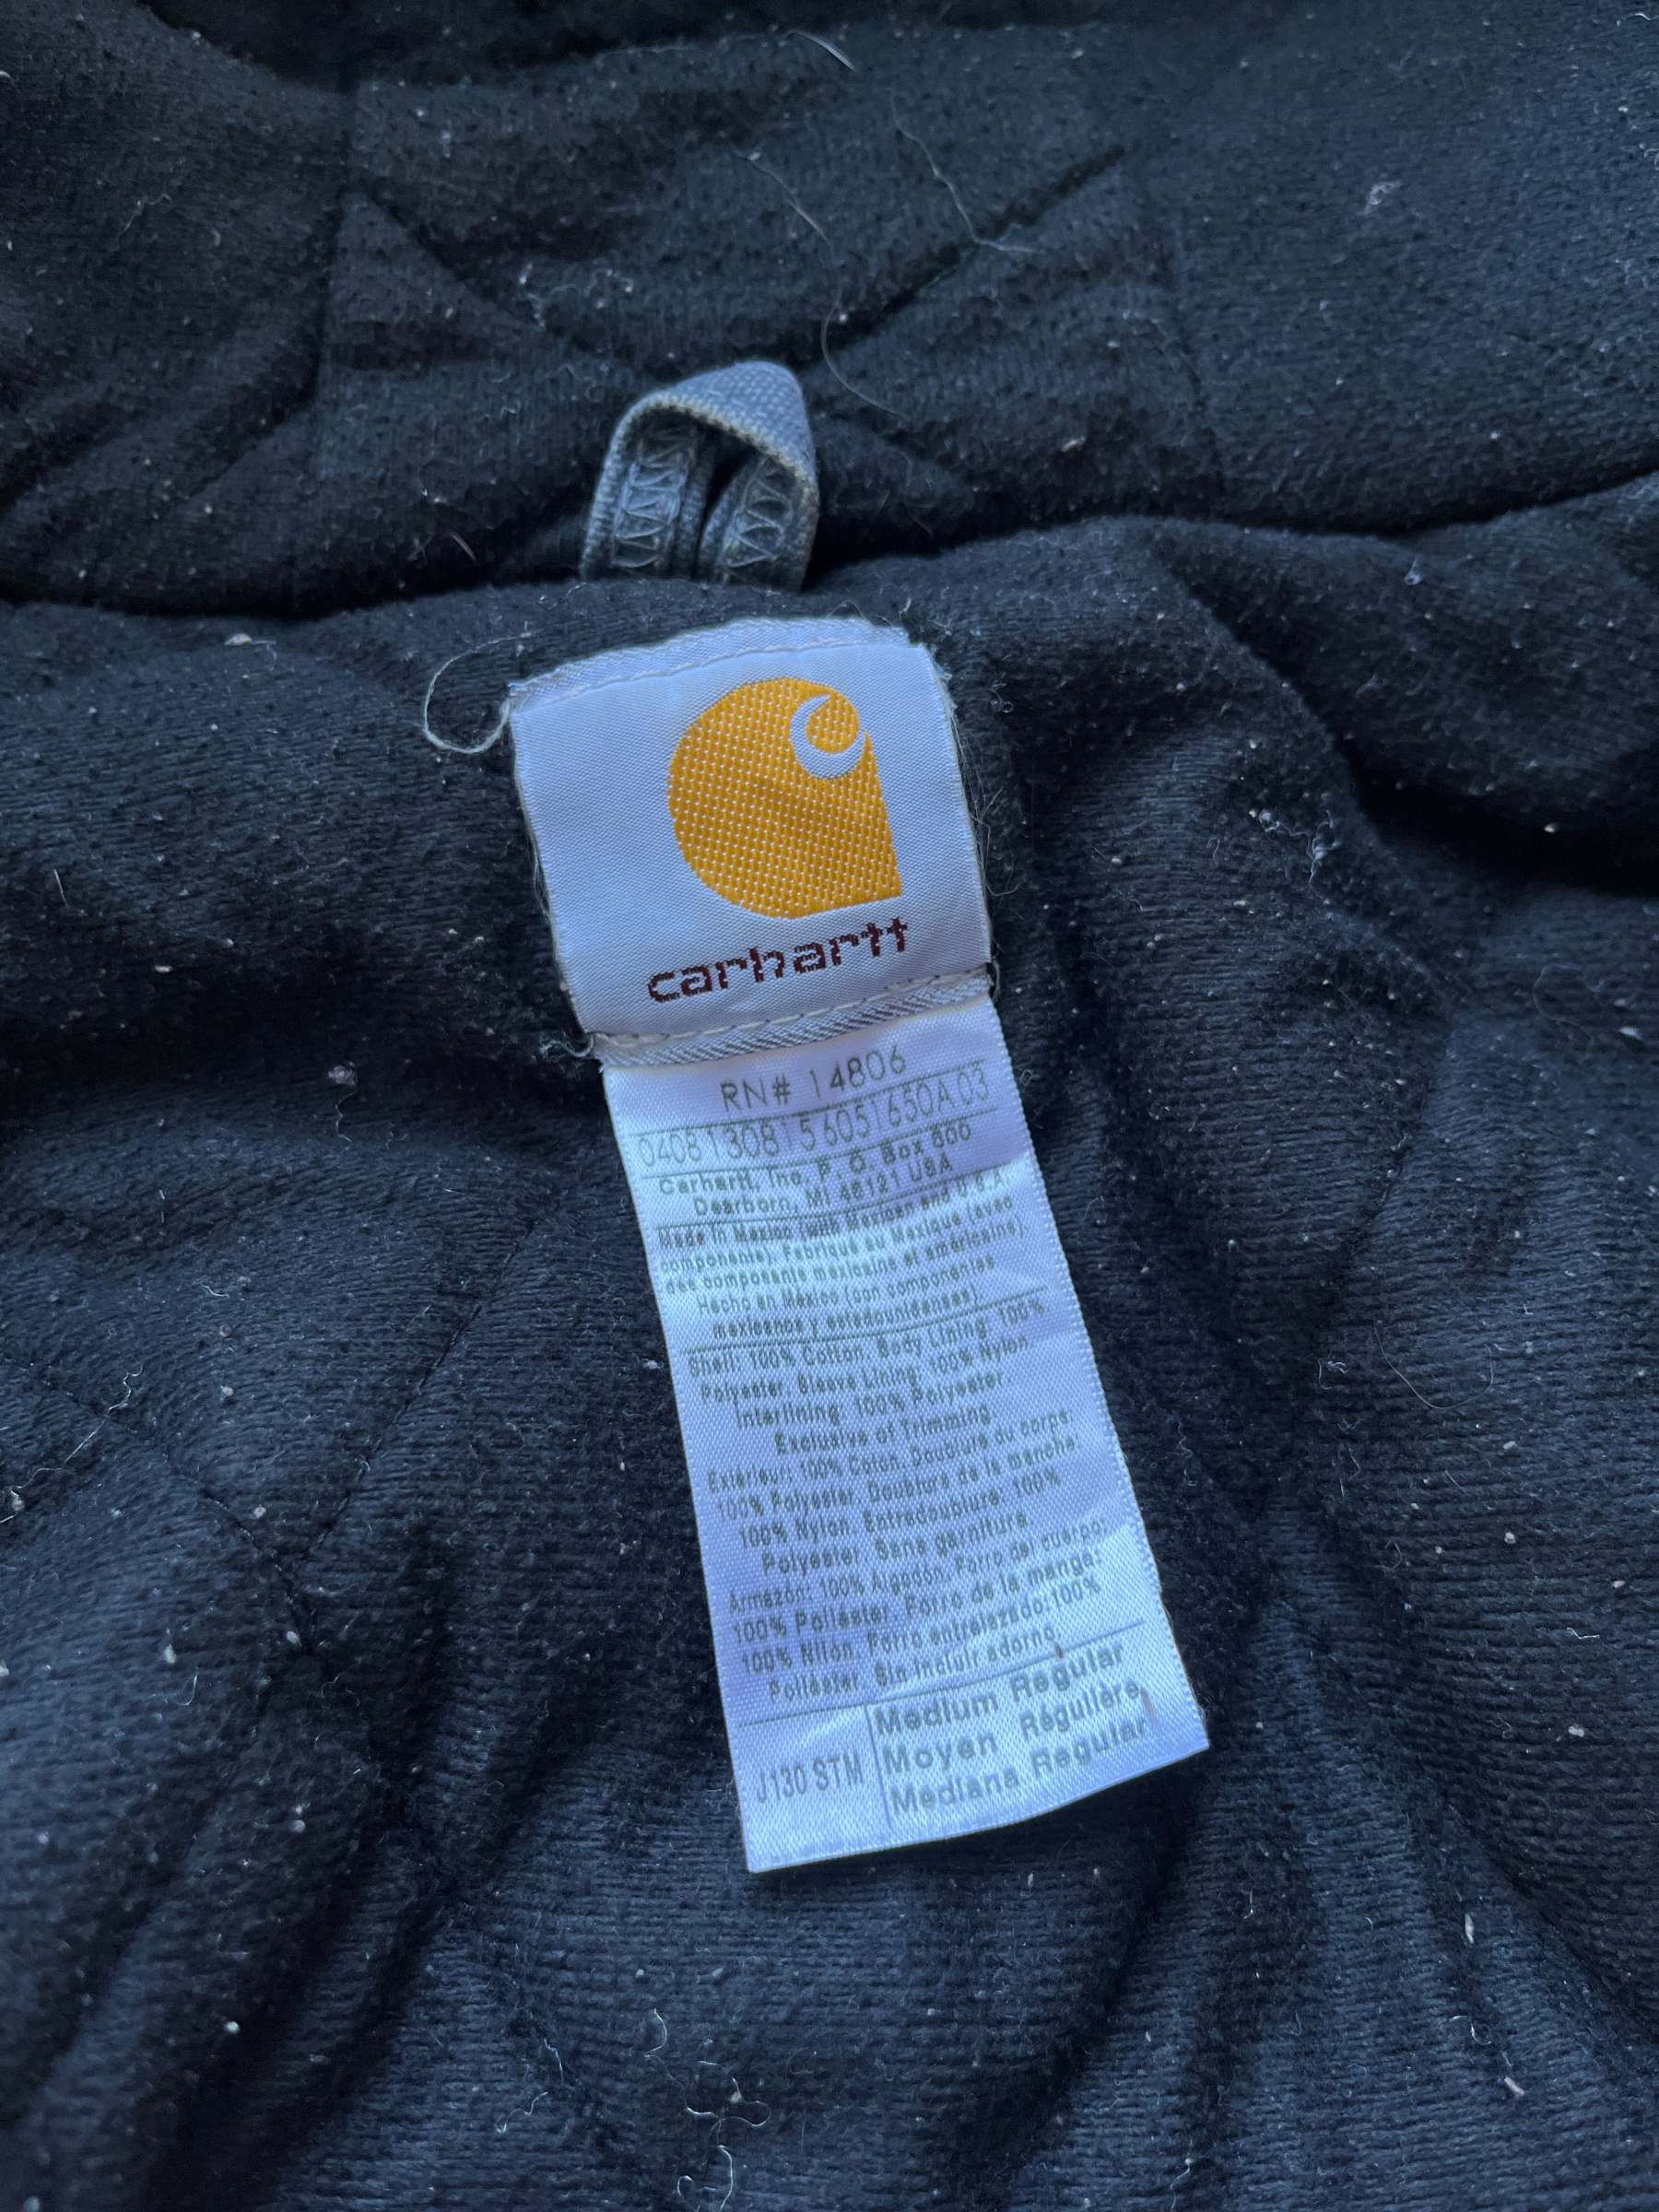 carhartt
RN# 14806
0408130815 6051650A 03
Carhartt, Inc. P. O. Box 600
Dearborn, MI 48121 USA
Made in Mexico (with Mexican and U.S.A.
components). Fabriqué au Mexique (avec
des composants mexicains et américains)
Hecho en México (con componentes
mexicanos y estadounidenses)
Shell: 100% Cotton. Body Lining: 100%
Polyester. Sleeve Lining: 100% Nylon
Interlining: 100% Polyester
Exclusive of Trimming.
Extérieur: 100% Coton. Doublure du corps:
100% Polyester. Doublure de la manche:
100% Nylon. Entredoublure: 100%
Polyester. Sans garniture
Armazón: 100% Algodón. Forro del cuerpo:
100% Poliéster. Forro de la manga:
100% Nilón. Forro entrelazado: 100%
Poliéster. Sin incluir adorno.
J130 STM
Medium Regular
Moyen Régulière
Mediana Regular